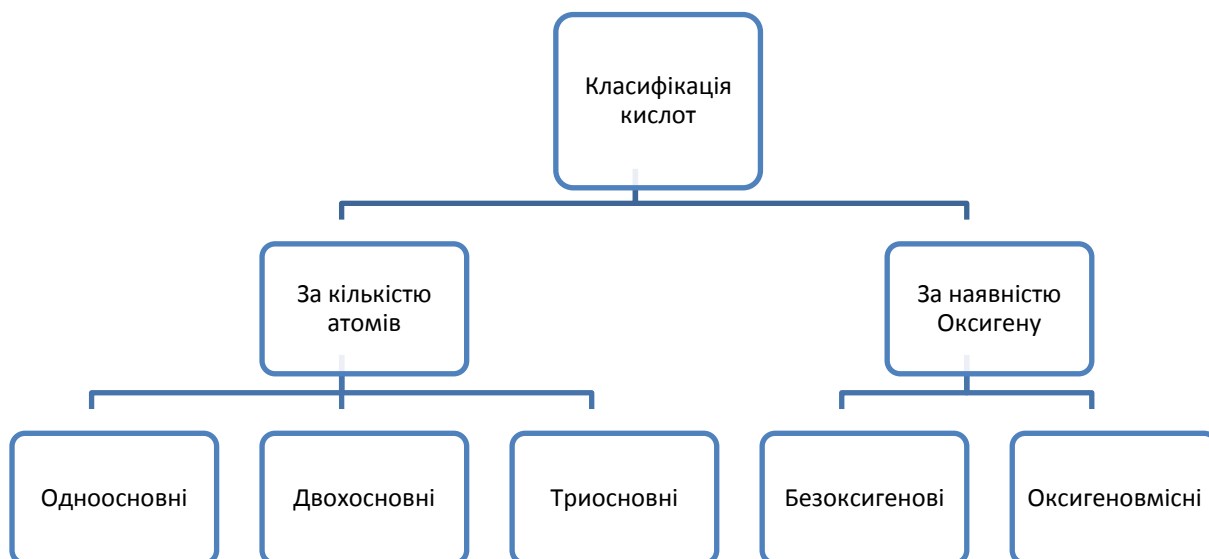 Класифікація
кислот
За кількістю
атомів
За наявністю
Оксигену
Одноосновні
Двохосновні
Триосновні
Безоксигенові
Оксигеновмісні